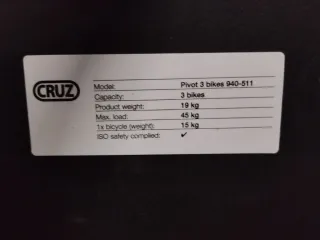 CRUZ
Model: Pivot 3 bikes 940-511
Capacity: 3 bikes
Product weight: 19 kg
Max. load: 45 kg
1x bicycle (weight): 15 kg
ISO safety complied: ✓